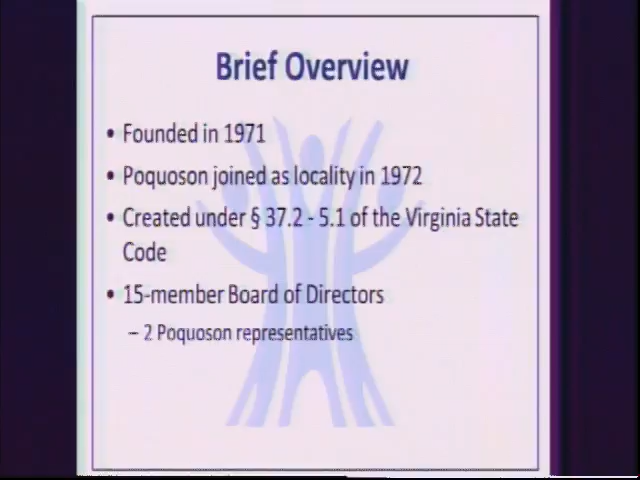 Brief Overview
• Founded in 1971
• Poquoson joined as locality in 1972
• Created under § 37.2 - 5.1 of the Virginia State
Code
• 15-member Board of Directors
– 2 Poquoson representatives